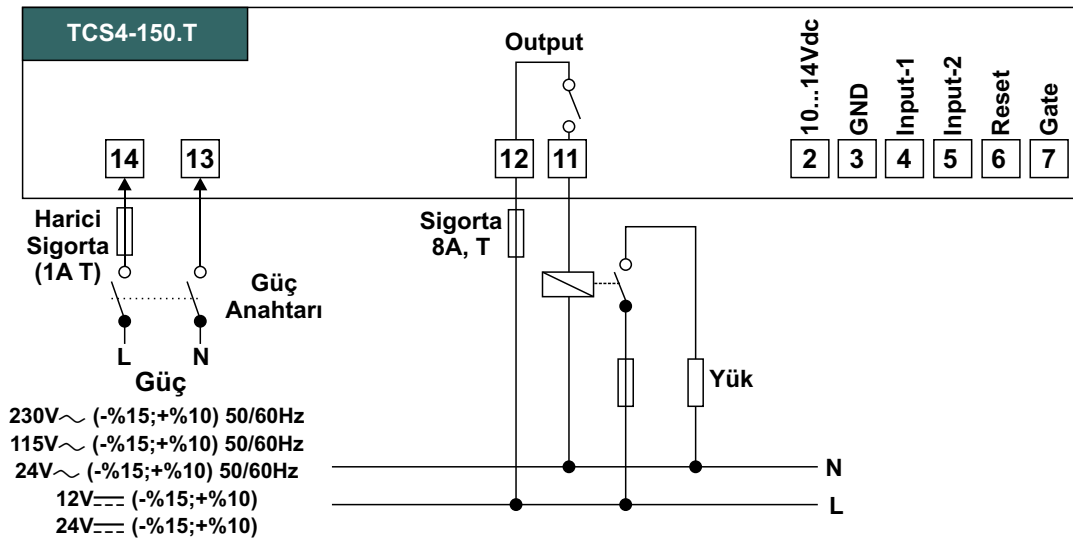 TCS4-150.T
Output
10...14Vdc
GND
Input-1
Input-2
Reset
Gate
14
13
12
11
2
3
4
5
6
7
Harici
Sigorta
(1A T)
Güç
Anahtarı
Sigorta
8A, T
L
N
Güç
Yük
230V~ (-%15;+%10) 50/60Hz
115V~ (-%15;+%10) 50/60Hz
24V~ (-%15;+%10) 50/60Hz
12V⎓ (-%15;+%10)
24V⎓ (-%15;+%10)
N
L